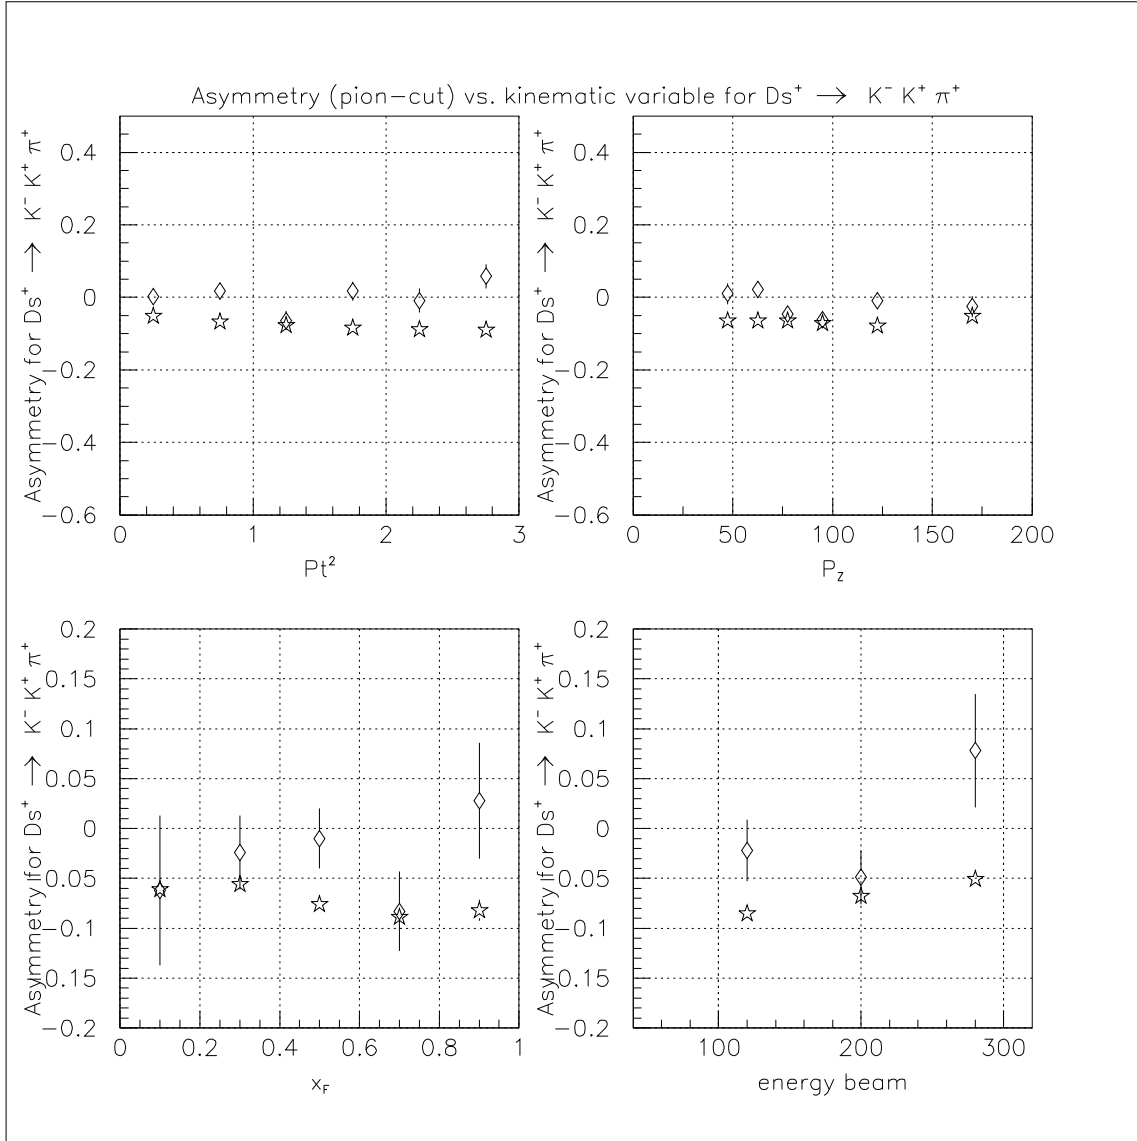 Asymmetry (pion-cut) vs. kinematic variable for Ds⁺ → K⁻ K⁺ π⁺
Asymmetry for Ds⁺ → K⁻ K⁺ π⁺
0.4
0.2
0
-0.2
-0.4
-0.6
0 1 2 3
Pt²
Asymmetry for Ds⁺ → K⁻ K⁺ π⁺
0.4
0.2
0
-0.2
-0.4
-0.6
0 50 100 150 200
P_z
Asymmetry for Ds⁺ → K⁻ K⁺ π⁺
0.2
0.15
0.1
0.05
0
-0.05
-0.1
-0.15
-0.2
0 0.2 0.4 0.6 0.8 1
x_F
Asymmetry for Ds⁺ → K⁻ K⁺ π⁺
0.2
0.15
0.1
0.05
0
-0.05
-0.1
-0.15
-0.2
100 200 300
energy beam